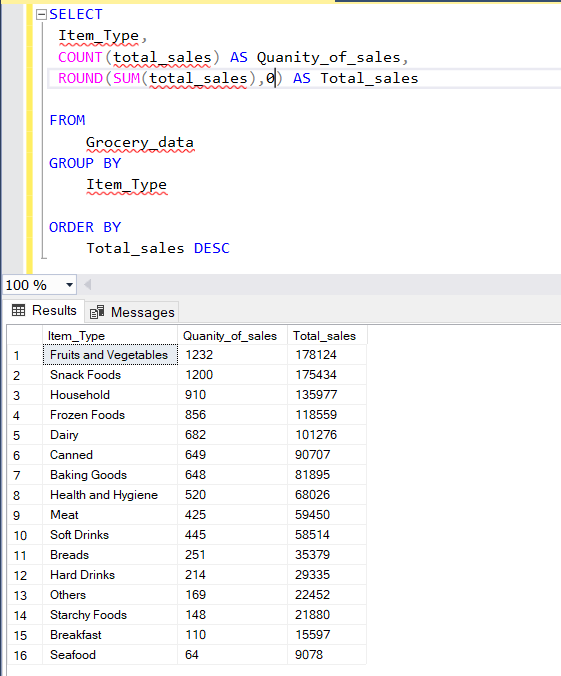 SELECT
Item_Type,
COUNT(total_sales) AS Quanity_of_sales,
ROUND(SUM(total_sales),0) AS Total_sales
FROM
Grocery_data
GROUP BY
Item_Type
ORDER BY
Total_sales DESC
100 %
Results Messages
Item_Type Quanity_of_sales Total_sales
1 Fruits and Vegetables 1232 178124
2 Snack Foods 1200 175434
3 Household 910 135977
4 Frozen Foods 856 118559
5 Dairy 682 101276
6 Canned 649 90707
7 Baking Goods 648 81895
8 Health and Hygiene 520 68026
9 Meat 425 59450
10 Soft Drinks 445 58514
11 Breads 251 35379
12 Hard Drinks 214 29335
13 Others 169 22452
14 Starchy Foods 148 21880
15 Breakfast 110 15597
16 Seafood 64 9078